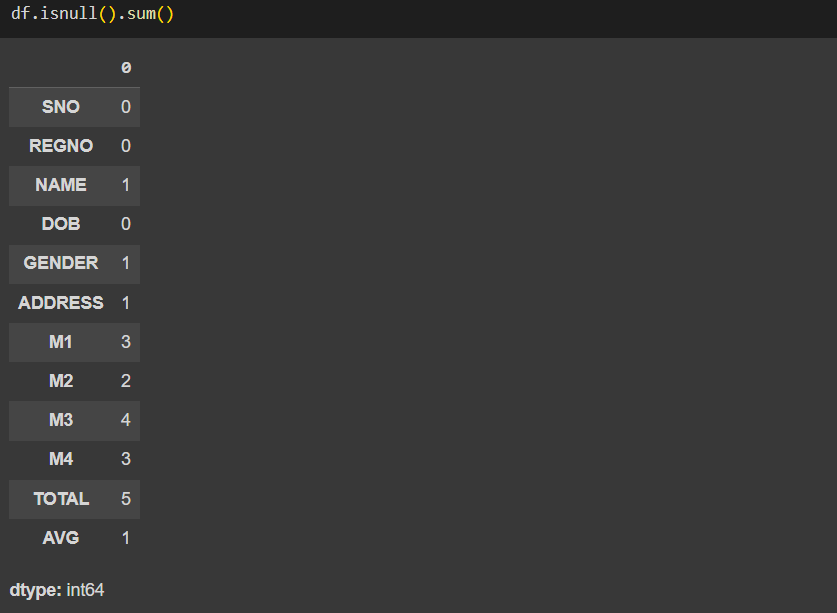 df.isnull().sum()
0
SNO 0
REGNO 0
NAME 1
DOB 0
GENDER 1
ADDRESS 1
M1 3
M2 2
M3 4
M4 3
TOTAL 5
AVG 1
dtype: int64